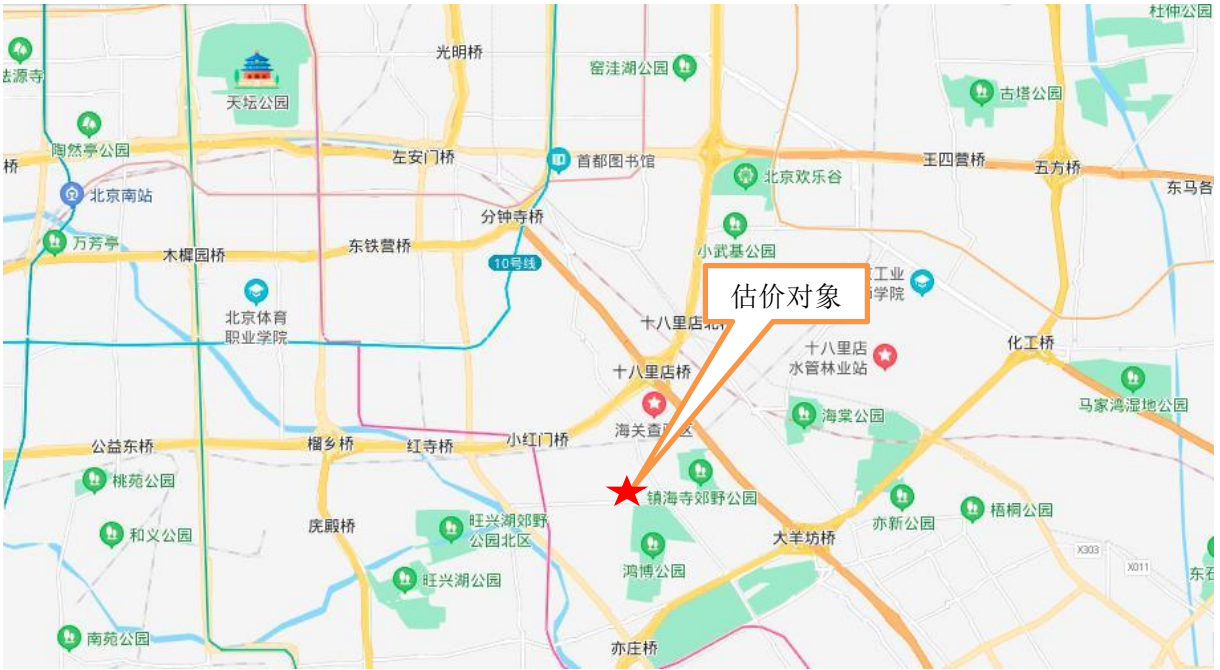 杜仲公园
光明桥
窑洼湖公园
法源寺
天坛公园
古塔公园
陶然亭公园
桥
左安门桥
首都图书馆
王四营桥
五方桥
北京欢乐谷
东马各
北京南站
分钟寺桥
万芳亭
东铁营桥
木樨园桥
小武基公园
10号线
工业
学院
估价对象
北京体育
职业学院
十八里店北
化工桥
十八里店
水管林业站
十八里店桥
马家湾湿地公园
海棠公园
海关查
区
小红门桥
公益东桥
榴乡桥
红寺桥
桃苑公园
镇海寺郊野公园
亦新公园
梧桐公园
和义公园
庑殿桥
旺兴湖郊野
公园北区
大羊坊桥
X303
X011
鸿博公园
旺兴湖公园
东石
南苑公园
亦庄桥